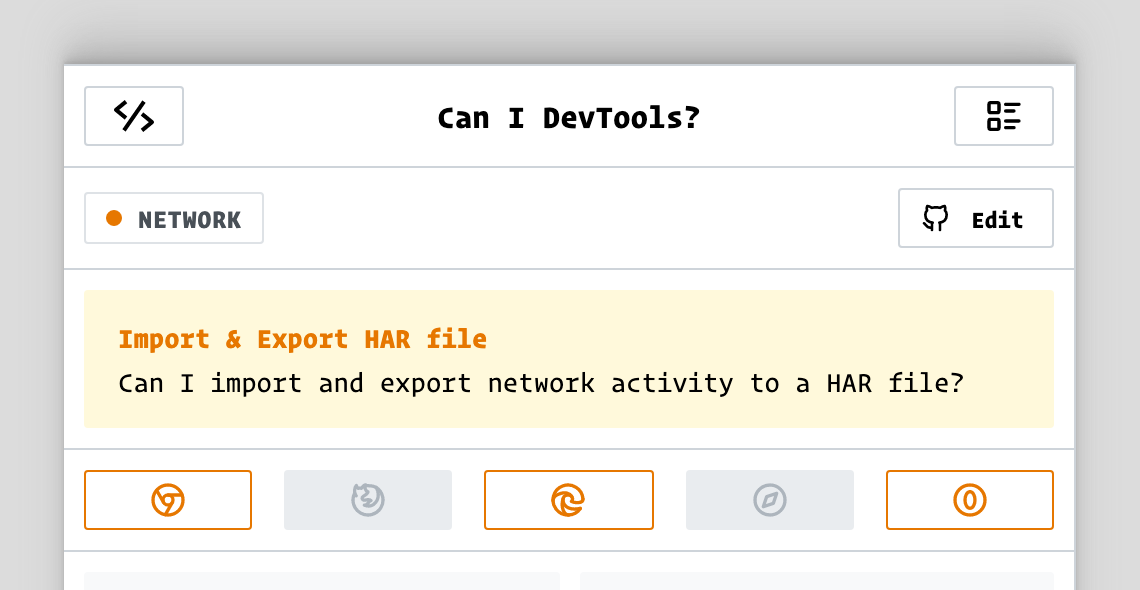 Can I DevTools?
NETWORK
Edit
Import & Export HAR file
Can I import and export network activity to a HAR file?